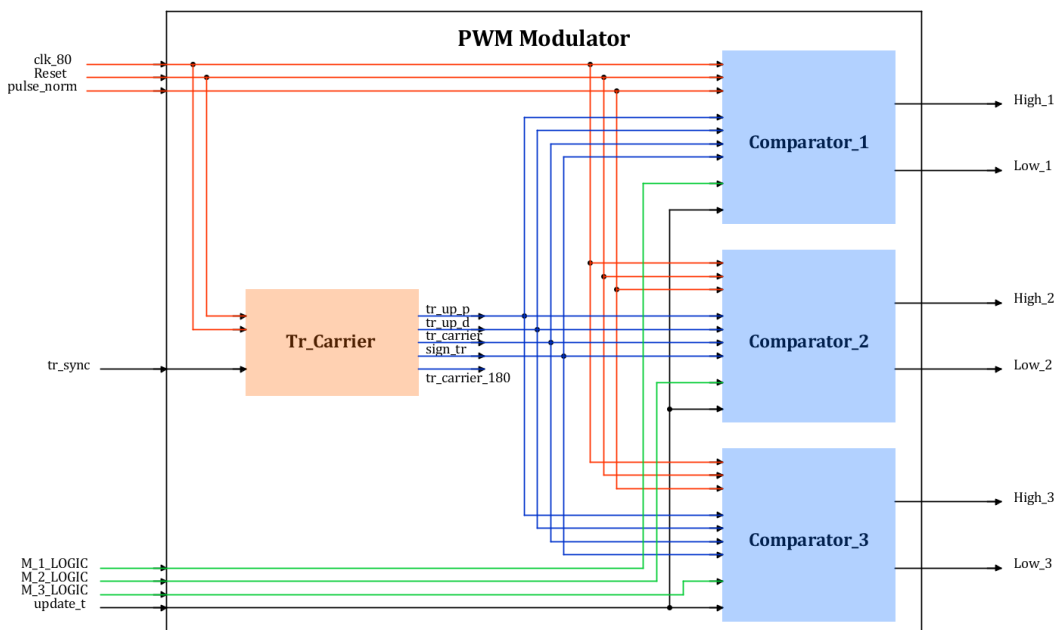 PWM Modulator
clk_80
Reset
pulse_norm
High_1
Comparator_1
Low_1
High_2
tr_up_p
tr_up_d
Tr_Carrier
tr_carrier
Comparator_2
sign_tr
tr_sync
Low_2
tr_carrier_180
High_3
Comparator_3
M_1_LOGIC
Low_3
M_2_LOGIC
M_3_LOGIC
update_t